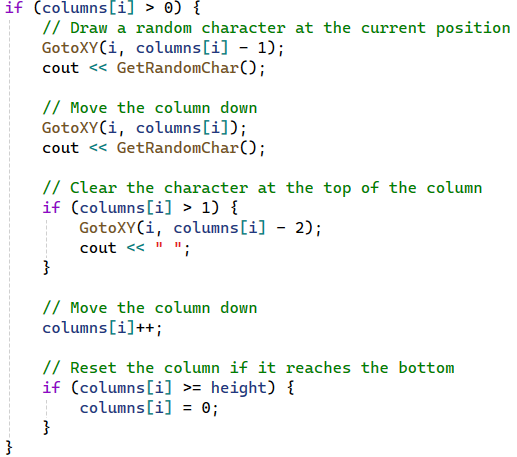 if (columns[i] > 0) {
    // Draw a random character at the current position
    GotoXY(i, columns[i] - 1);
    cout << GetRandomChar();

    // Move the column down
    GotoXY(i, columns[i]);
    cout << GetRandomChar();

    // Clear the character at the top of the column
    if (columns[i] > 1) {
        GotoXY(i, columns[i] - 2);
        cout << " ";
    }

    // Move the column down
    columns[i]++;

    // Reset the column if it reaches the bottom
    if (columns[i] >= height) {
        columns[i] = 0;
    }
}